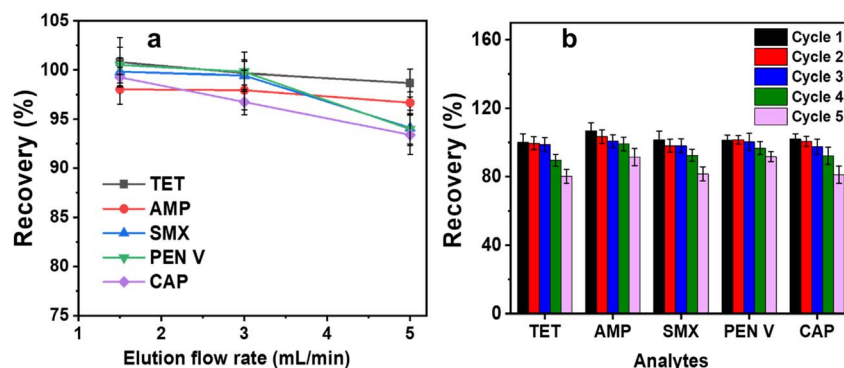 a
Recovery (%)
105
100
95
90
85
80
75
TET
AMP
SMX
PEN V
CAP
1
2
3
4
5
Elution flow rate (mL/min)
b
Recovery (%)
160
120
80
40
0
Cycle 1
Cycle 2
Cycle 3
Cycle 4
Cycle 5
TET
AMP
SMX
PEN V
CAP
Analytes